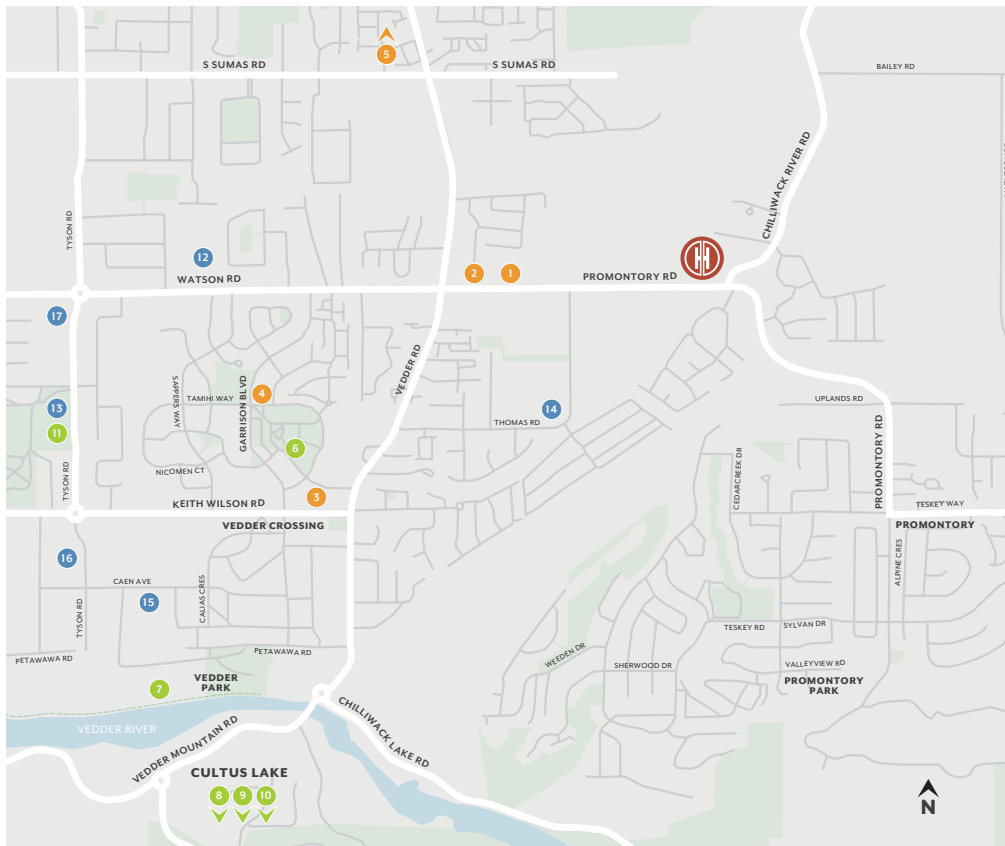 5
S SUMAS RD
S SUMAS RD
BAILEY RD
CHILLIWACK RIVER RD
TYSON RD
12
WATSON RD
2
1
PROMONTORY RD
HH
17
VEDDER RD
SAPPERS WAY
TAMIHI WAY
GARRISON BLVD
4
13
11
14
THOMAS RD
UPLANDS RD
PROMONTORY RD
6
CEDARCREEK DR
TYSON RD
NICOMEN CT
3
KEITH WILSON RD
VEDDER CROSSING
TESKEY WAY
PROMONTORY
16
ALPINE CRES
CAEN AVE
15
CALIAS CRES
TYSON RD
TESKEY RD
SYLVAN DR
PETAWAWA RD
PETAWAWA RD
WEEDEN DR
SHERWOOD DR
VALLEYVIEW RD
PROMONTORY
PARK
7
VEDDER
PARK
VEDDER RIVER
VEDDER MOUNTAIN RD
CHILLIWACK LAKE RD
CULTUS LAKE
8
9
10
N